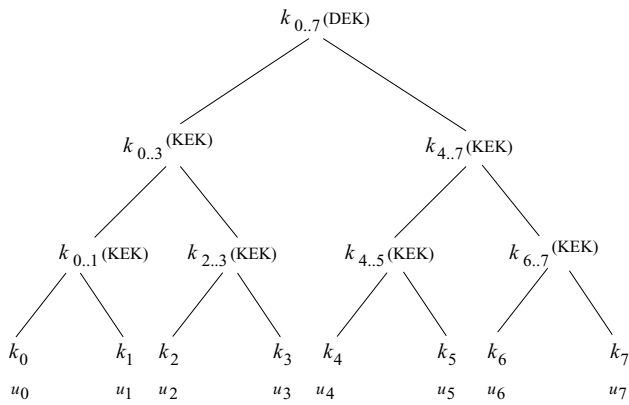 k0..7 (DEK)
k0..3 (KEK) k4..7 (KEK)
k0..1 (KEK) k2..3 (KEK) k4..5 (KEK) k6..7 (KEK)
k0 k1 k2 k3 k4 k5 k6 k7
u0 u1 u2 u3 u4 u5 u6 u7